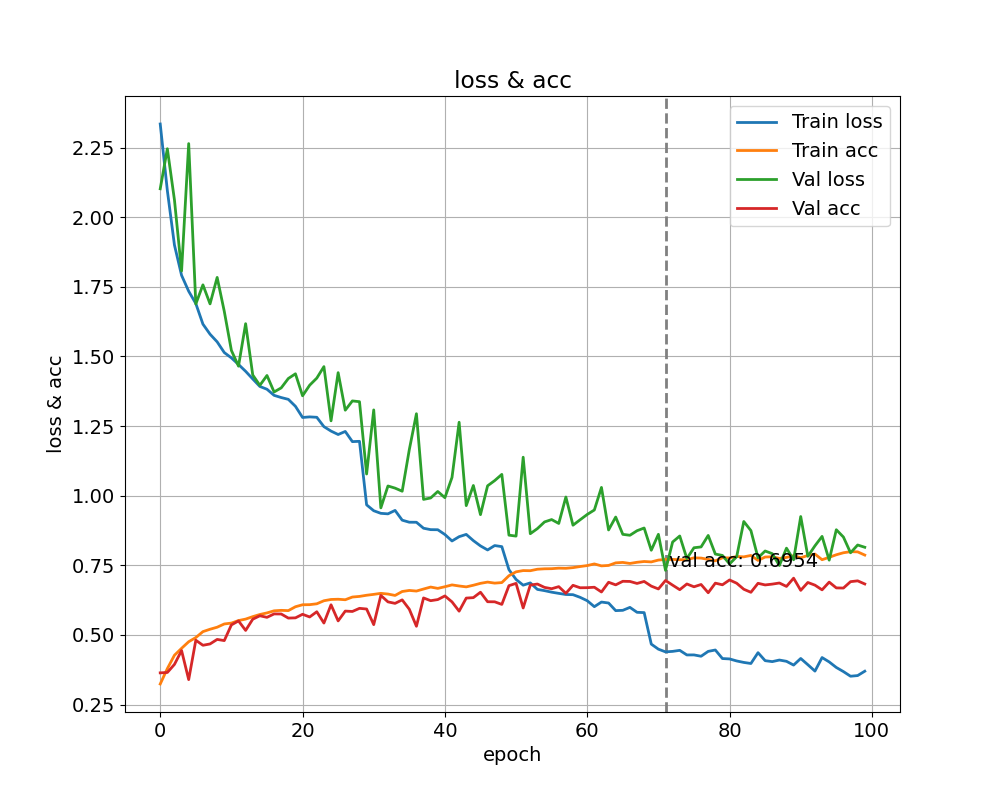 loss & acc
Train loss
Train acc
Val loss
Val acc
loss & acc
2.25
2.00
1.75
1.50
1.25
1.00
0.75
0.50
0.25
val acc: 0.6954
0 20 40 60 80 100
epoch